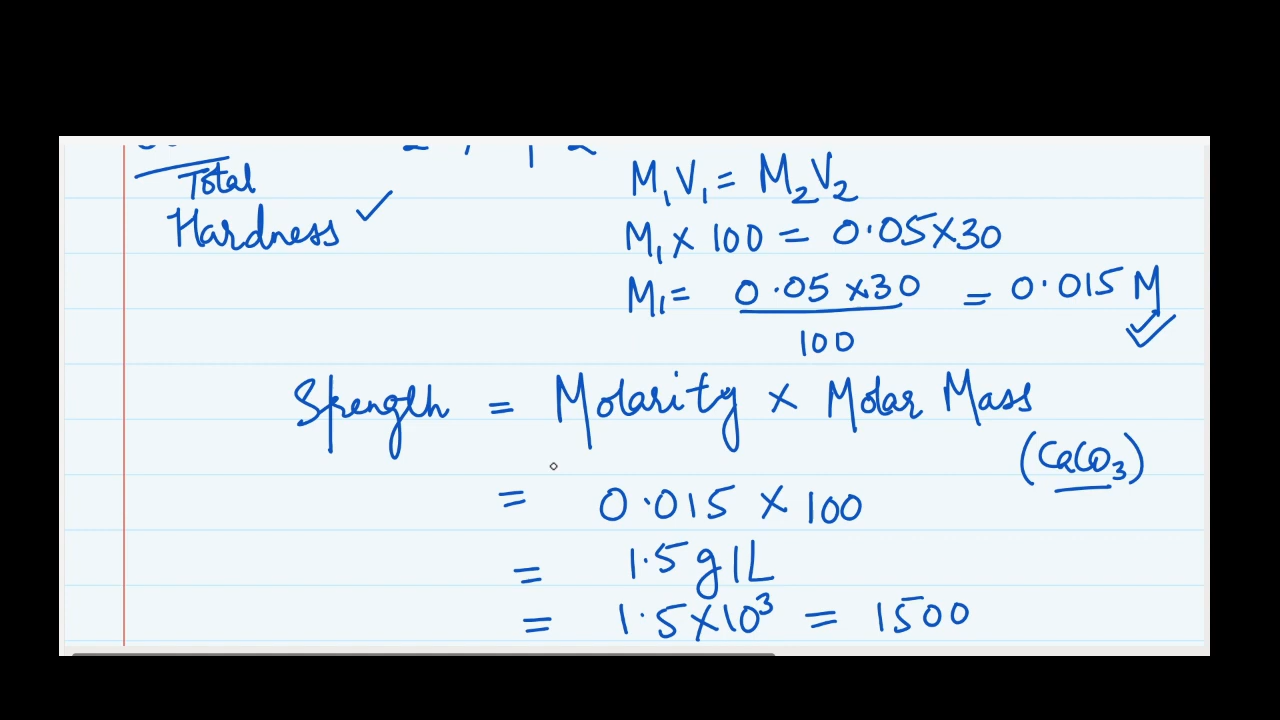 Total
Hardness ✓
M₁V₁ = M₂V₂
M₁ × 100 = 0.05×30
M₁ = 0.05 ×30 / 100 = 0.015 M
Strength = Molarity × Molar Mass
(CaCO₃)
= 0.015 × 100
= 1.5 g/L
= 1.5×10³ = 1500